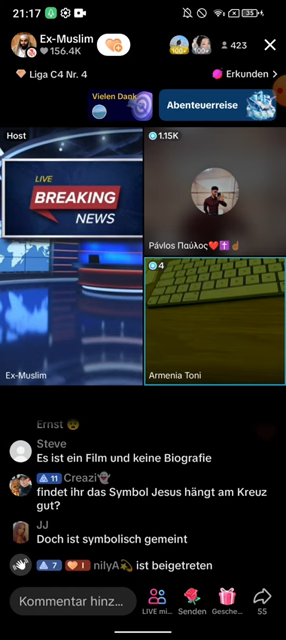 21:17
35
Ex-Muslim
156.4K
100+
100+
423
Liga C4 Nr. 4
Erkunden >
Vielen Dank
Abenteuerreise
Host
1.15K
LIVE
BREAKING
NEWS
Pávlos Παύλος❤️✝️☝🏽
4
Ex-Muslim
Armenia Toni
Ernst 😢
Steve
Es ist ein Film und keine Biografie
11 Creazi👻
findet ihr das Symbol Jesus hängt am Kreuz
gut?
JJ
Doch ist symbolisch gemeint
7 1 nilyA💫 ist beigetreten
Kommentar hinz...
LIVE mi...
Senden
Gesche...
55